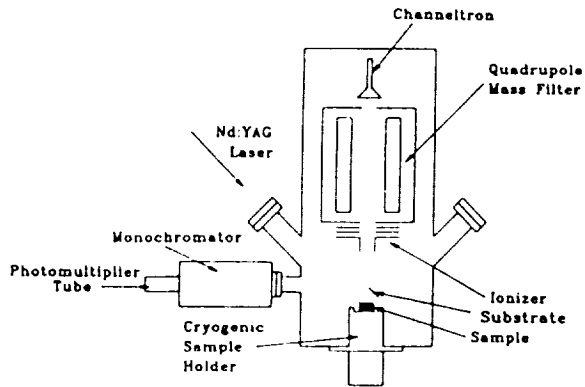 Channeltron
Quadrupole
Mass Filter
Nd:YAG
Laser
Monochromator
Photomultiplier
Tube
Ionizer
Substrate
Sample
Cryogenic
Sample
Holder